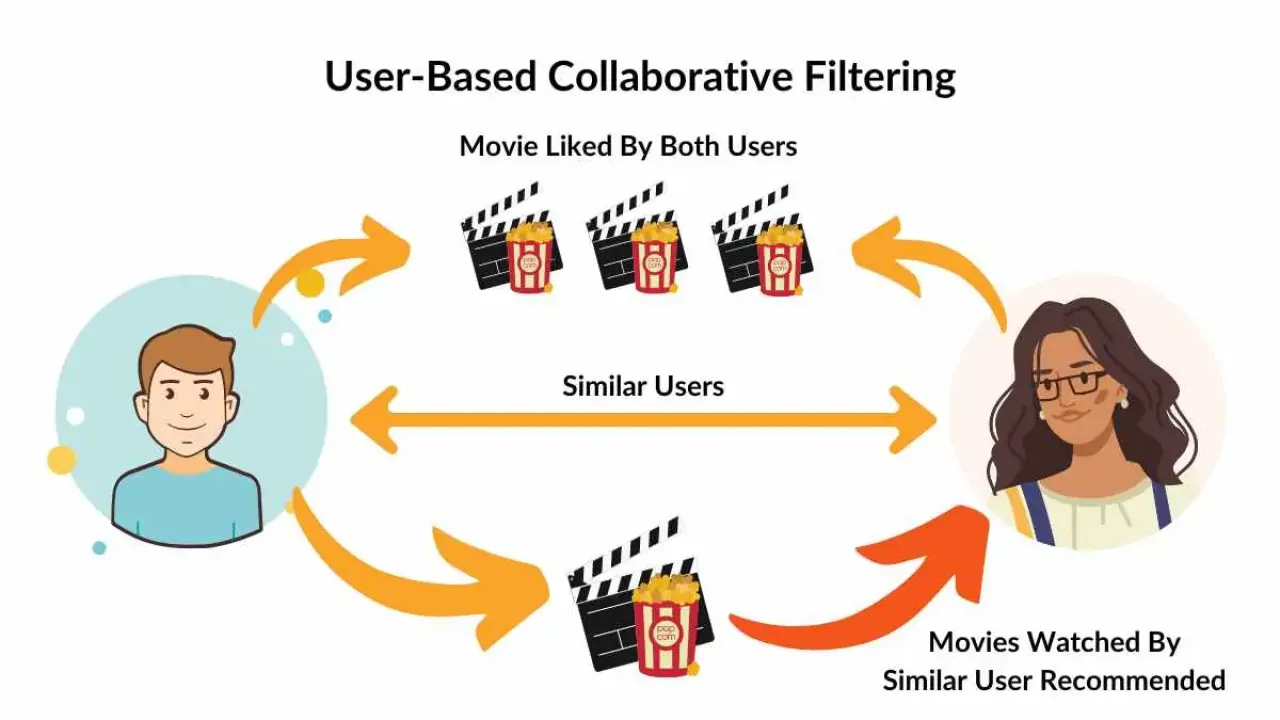 User-Based Collaborative Filtering
Movie Liked By Both Users
pop
corn
pop
corn
pop
corn
Similar Users
pop
corn
Movies Watched By
Similar User Recommended